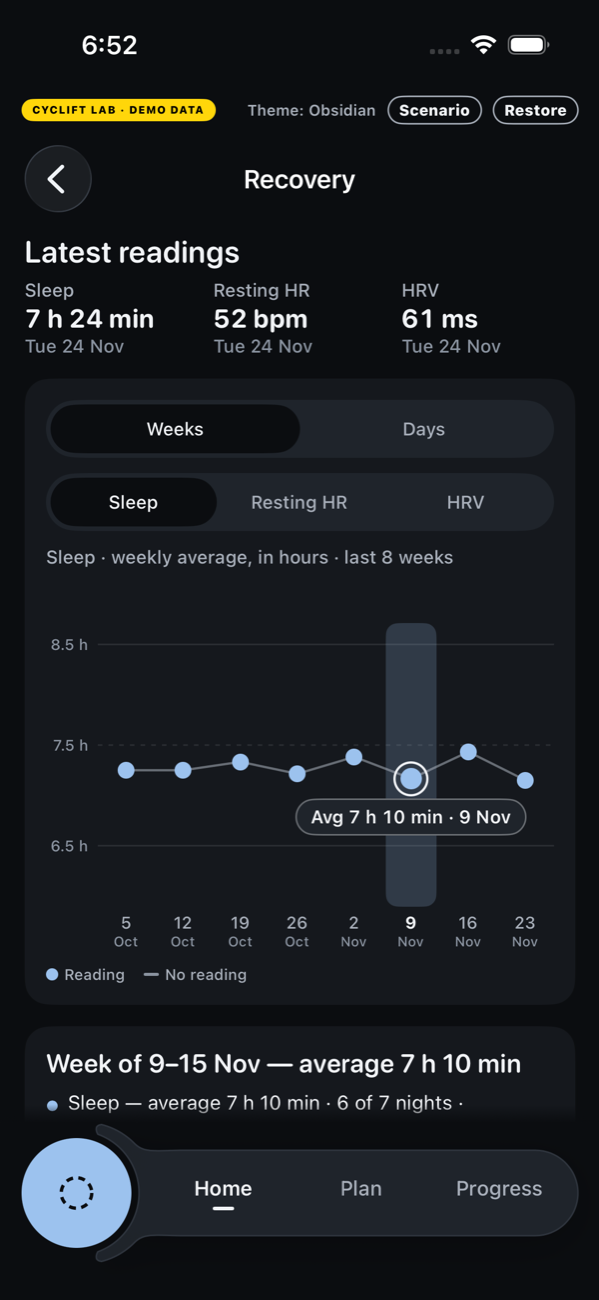 6:52
CYCLIFT LAB · DEMO DATA Theme: Obsidian Scenario Restore
Recovery
Latest readings
Sleep Resting HR HRV
7 h 24 min 52 bpm 61 ms
Tue 24 Nov Tue 24 Nov Tue 24 Nov
Weeks Days
Sleep Resting HR HRV
Sleep · weekly average, in hours · last 8 weeks
8.5 h
7.5 h
Avg 7 h 10 min · 9 Nov
6.5 h
5 12 19 26 2 9 16 23
Oct Oct Oct Oct Nov Nov Nov Nov
Reading No reading
Week of 9–15 Nov — average 7 h 10 min
Sleep — average 7 h 10 min · 6 of 7 nights ·
Home Plan Progress